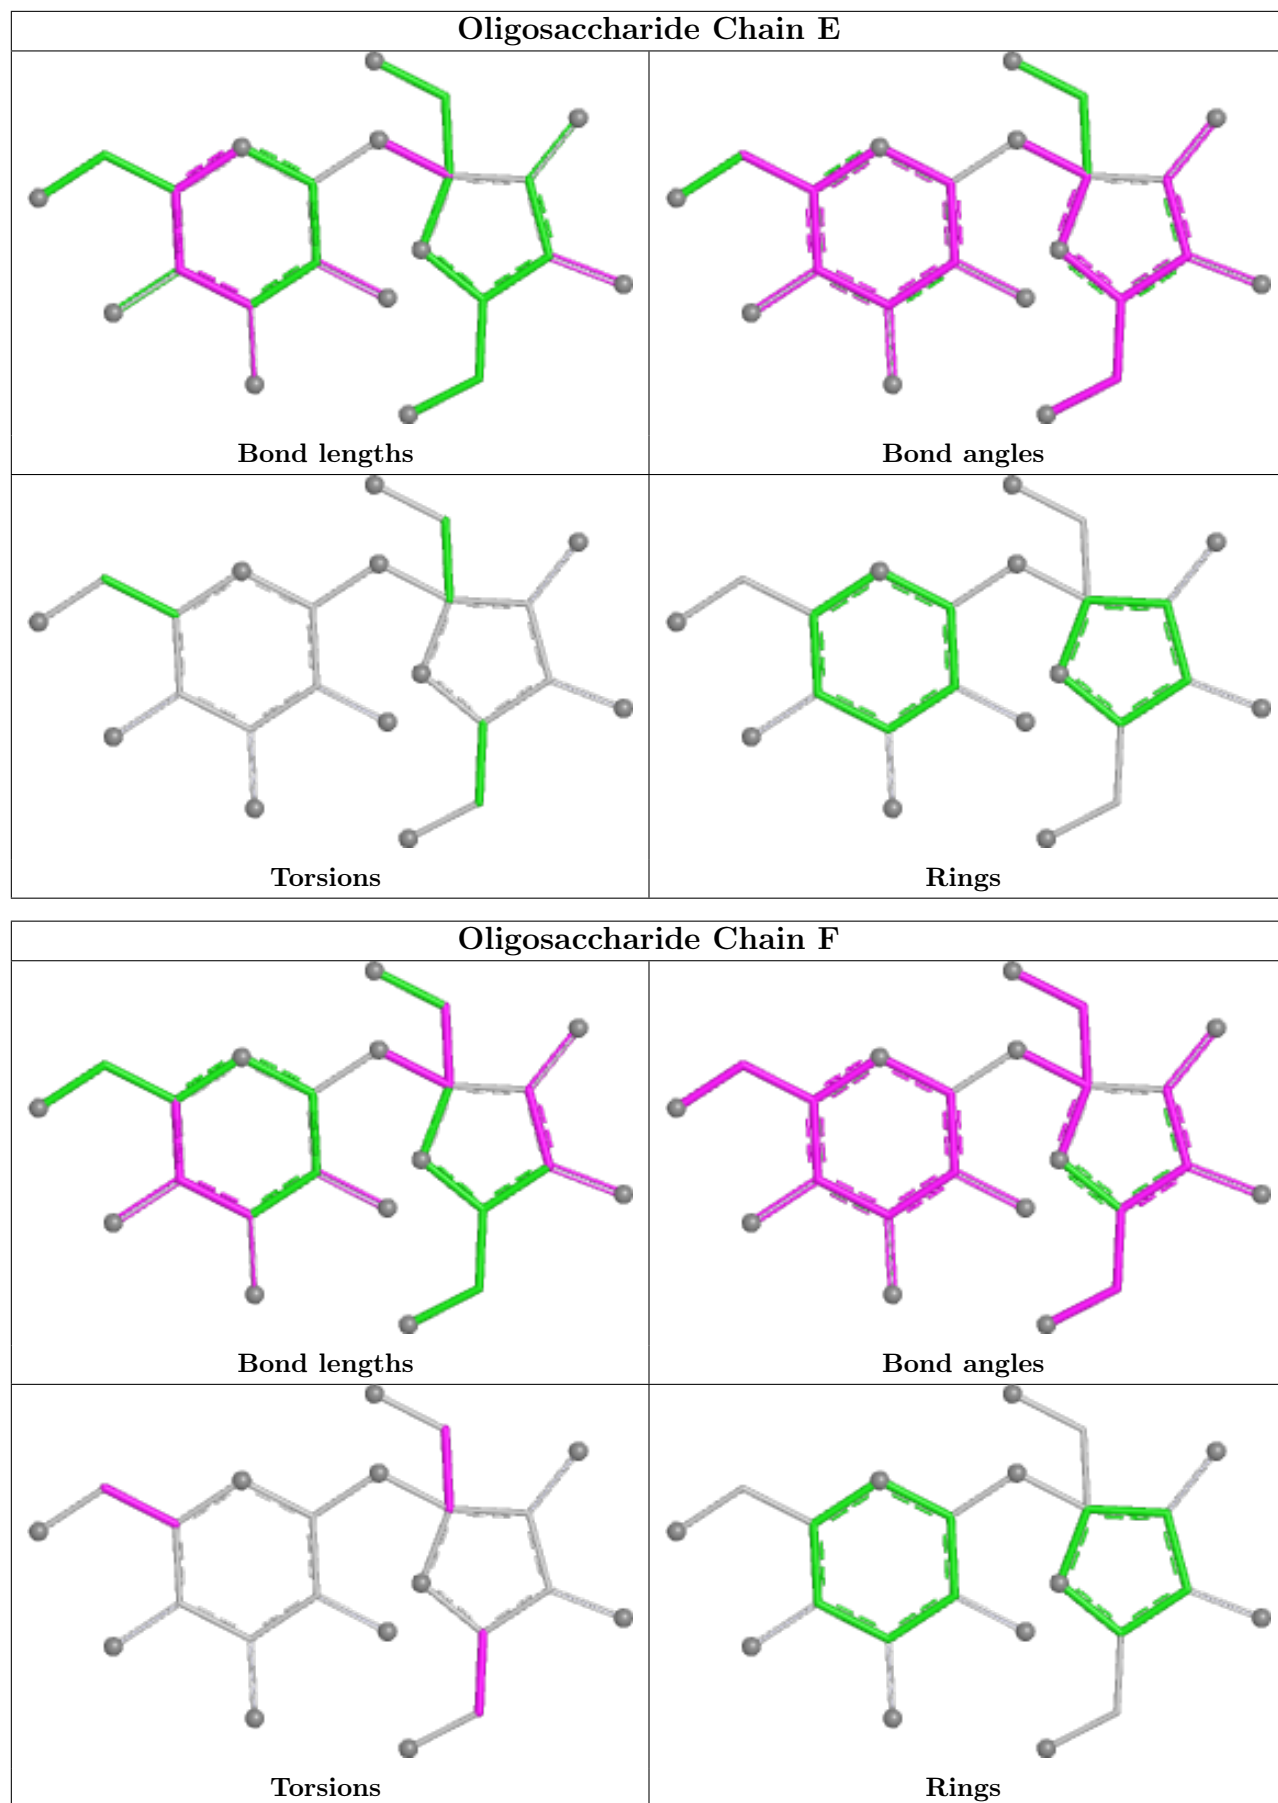 Oligosaccharide Chain E
Bond lengths
Bond angles
Torsions
Rings
Oligosaccharide Chain F
Bond lengths
Bond angles
Torsions
Rings